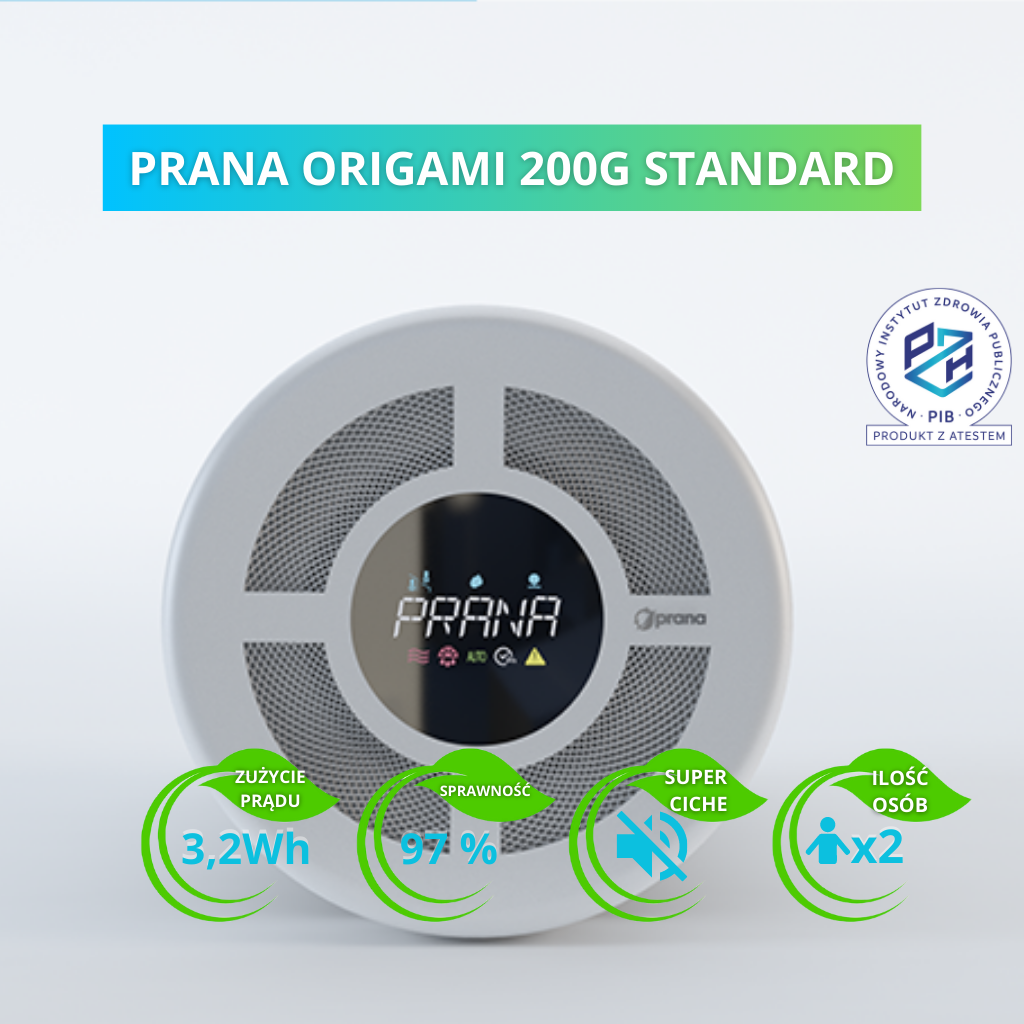 PRANA ORIGAMI 200G STANDARD
NARODOWY INSTYTUT ZDROWIA PUBLICZNEGO
· PIB ·
PZH
PRODUKT Z ATESTEM
PRANA
prana
AUTO
ZUŻYCIE
PRĄDU
3,2Wh
SPRAWNOŚĆ
97 %
SUPER
CICHE
ILOŚĆ
OSÓB
x2